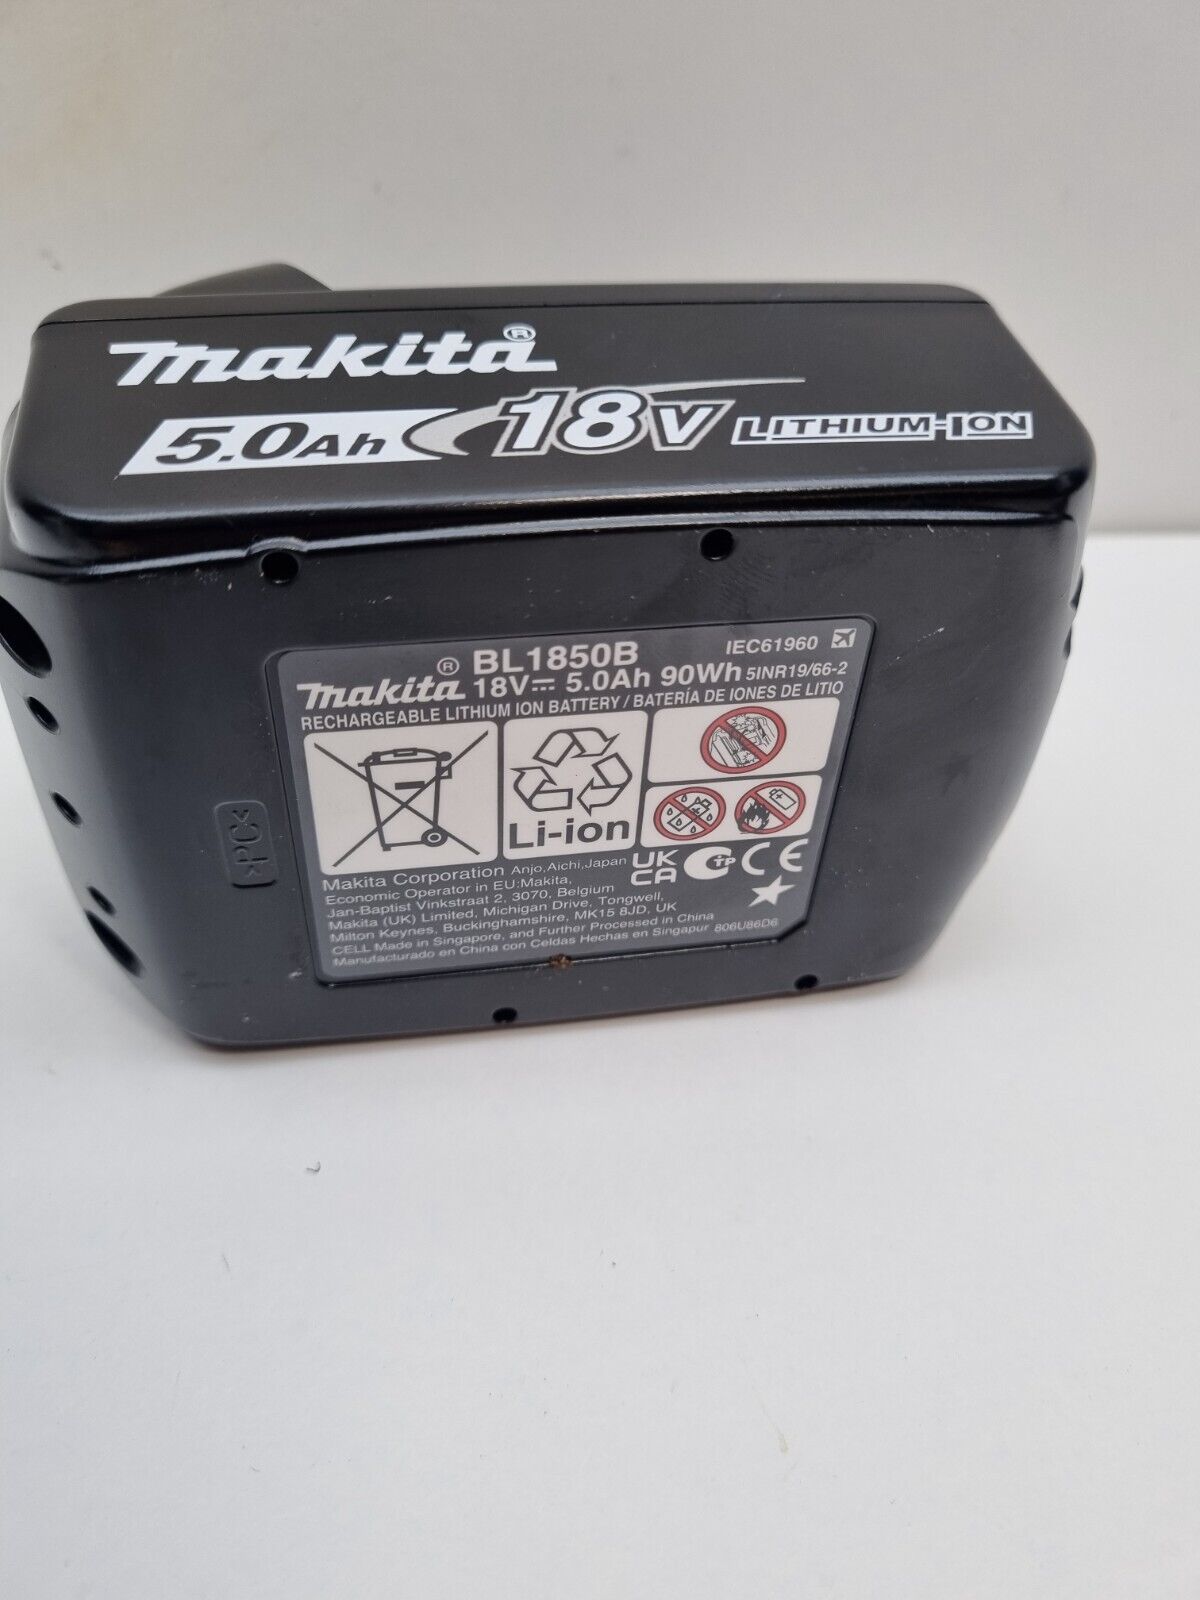 makita®
5.0Ah 18V LITHIUM-ION
® BL1850B IEC61960
makita 18V⎓ 5.0Ah 90Wh 5INR19/66-2
RECHARGEABLE LITHIUM ION BATTERY / BATERÍA DE IONES DE LITIO
Li-ion
>PC<
Makita Corporation Anjo,Aichi,Japan
Economic Operator in EU:Makita,
Jan-Baptist Vinkstraat 2, 3070, Belgium
Makita (UK) Limited, Michigan Drive, Tongwell,
Milton Keynes, Buckinghamshire, MK15 8JD, UK
CELL Made in Singapore, and Further Processed in China
Manufacturado en China con Celdas Hechas en Singapur 806U86D6
UK
CA
TP
CE